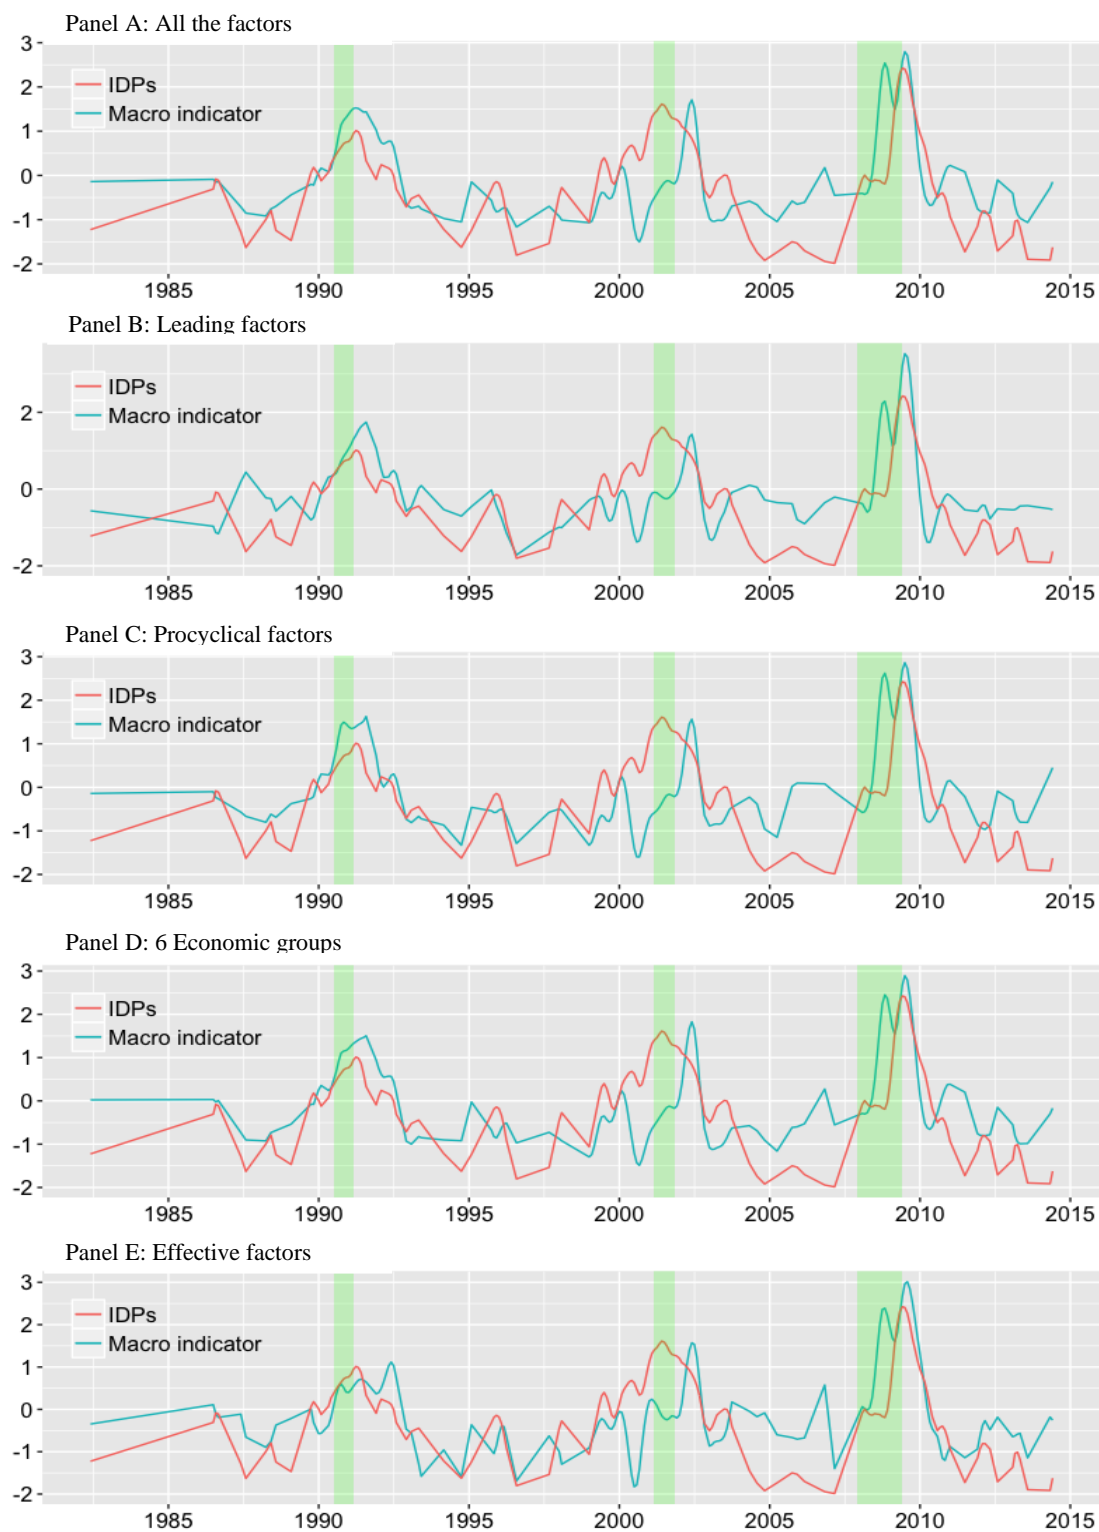 Panel A: All the factors
3
IDPs
2
Macro indicator
1
0
-1
-2
1985 1990 1995 2000 2005 2010 2015
Panel B: Leading factors
IDPs
2
Macro indicator
0
-2
1985 1990 1995 2000 2005 2010 2015
Panel C: Procyclical factors
3
IDPs
2
Macro indicator
1
0
-1
-2
1985 1990 1995 2000 2005 2010 2015
Panel D: 6 Economic groups
3
IDPs
2
Macro indicator
1
0
-1
-2
1985 1990 1995 2000 2005 2010 2015
Panel E: Effective factors
3
IDPs
2
Macro indicator
1
0
-1
-2
1985 1990 1995 2000 2005 2010 2015